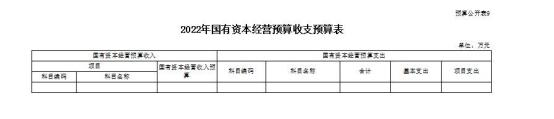 预算公开表9
2022年国有资本经营预算收支预算表
单位：万元
国有资本经营预算收入 国有资本经营预算支出
项目 国有资本经营收入预算 科目编码 科目名称 合计 基本支出 项目支出
科目编码 科目名称